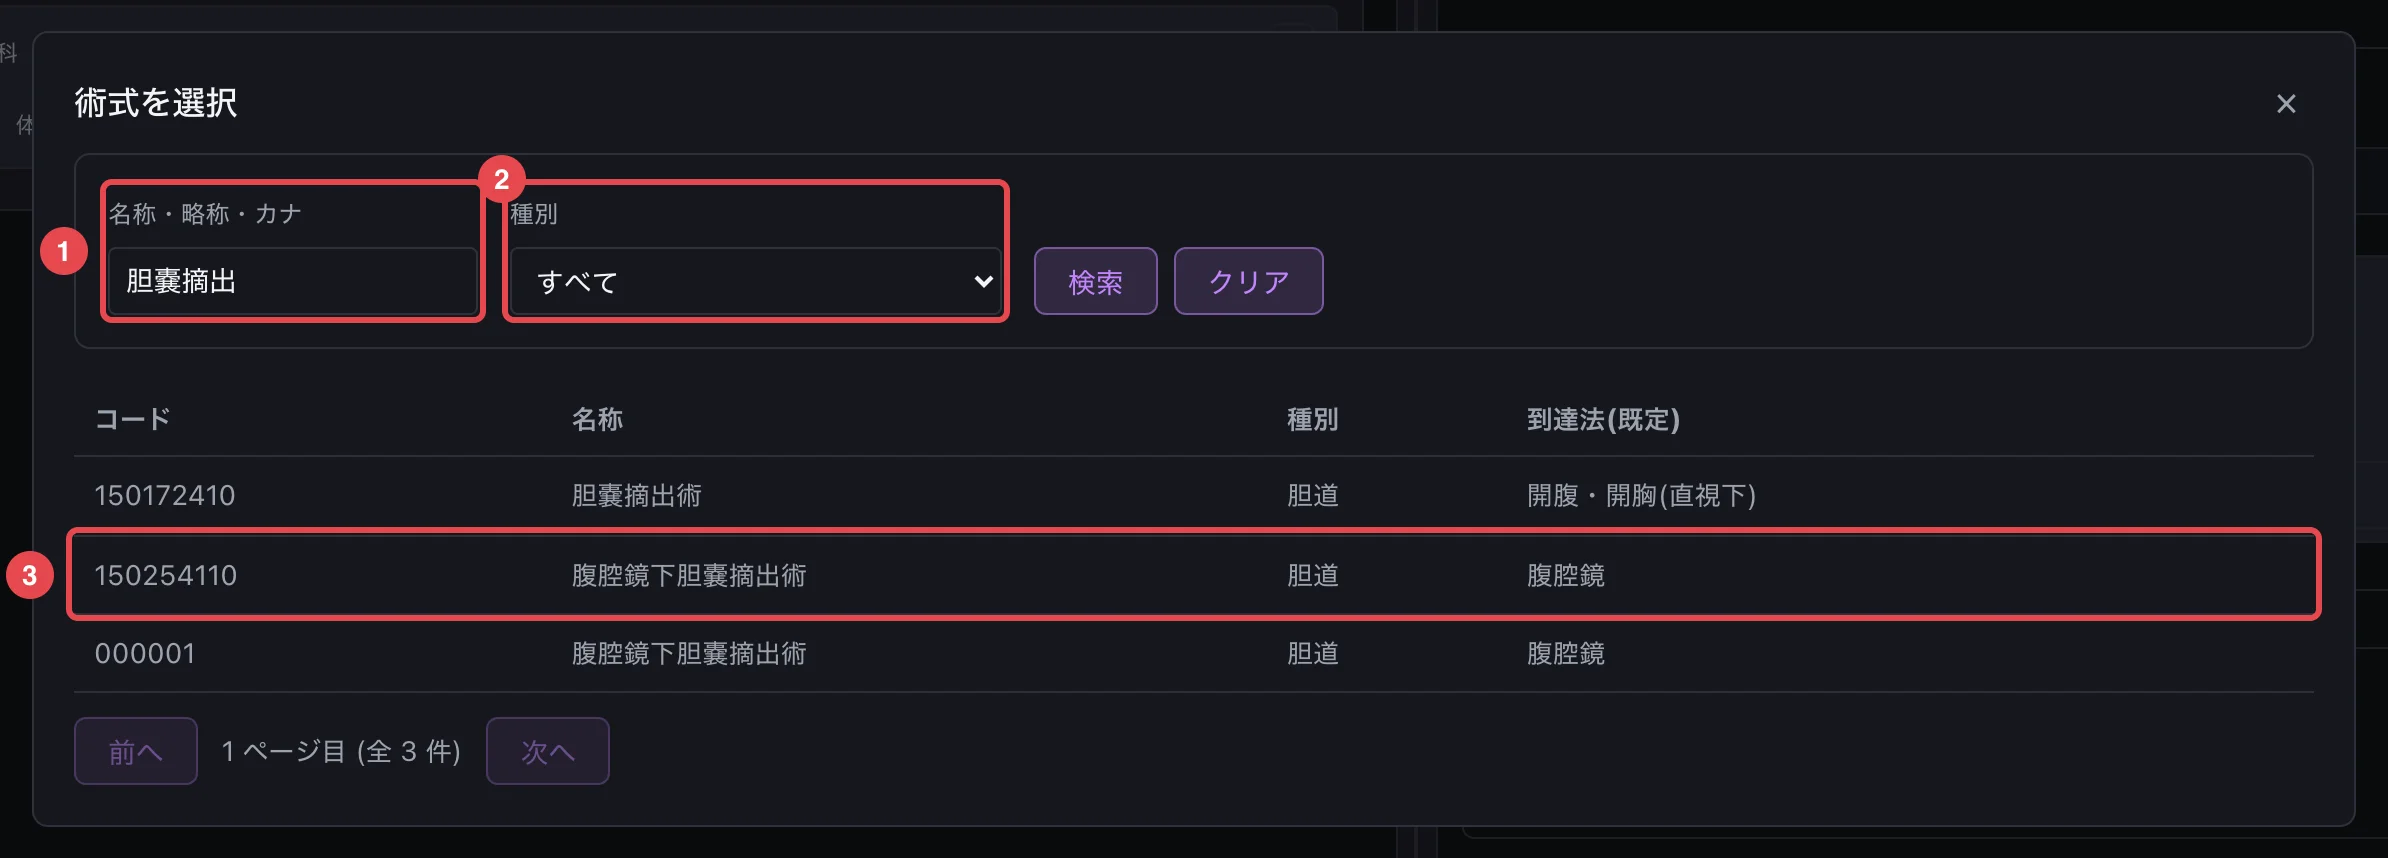 科
体
術式を選択
×
1
2
名称・略称・カナ
種別
胆嚢摘出
すべて
検索
クリア
コード 名称 種別 到達法(既定)
150172410 胆嚢摘出術 胆道 開腹・開胸(直視下)
3
150254110 腹腔鏡下胆嚢摘出術 胆道 腹腔鏡
000001 腹腔鏡下胆嚢摘出術 胆道 腹腔鏡
前へ 1 ページ目 (全 3 件) 次へ